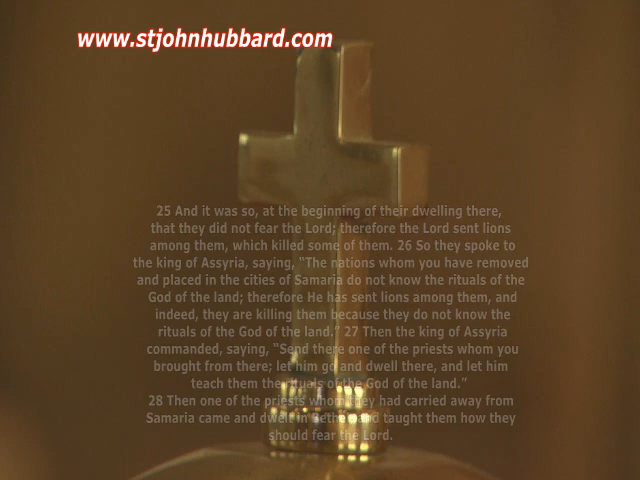 www.stjohnhubbard.com
25 And it was so, at the beginning of their dwelling there,
that they did not fear the Lord; therefore the Lord sent lions
among them, which killed some of them. 26 So they spoke to
the king of Assyria, saying, “The nations whom you have removed
and placed in the cities of Samaria do not know the rituals of the
God of the land; therefore He has sent lions among them, and
indeed, they are killing them because they do not know the
rituals of the God of the land.” 27 Then the king of Assyria
commanded, saying, “Send there one of the priests whom you
brought from there; let him go and dwell there, and let him
teach them the rituals of the God of the land.”
28 Then one of the priests whom they had carried away from
Samaria came and dwelt in Bethel, and taught them how they
should fear the Lord.